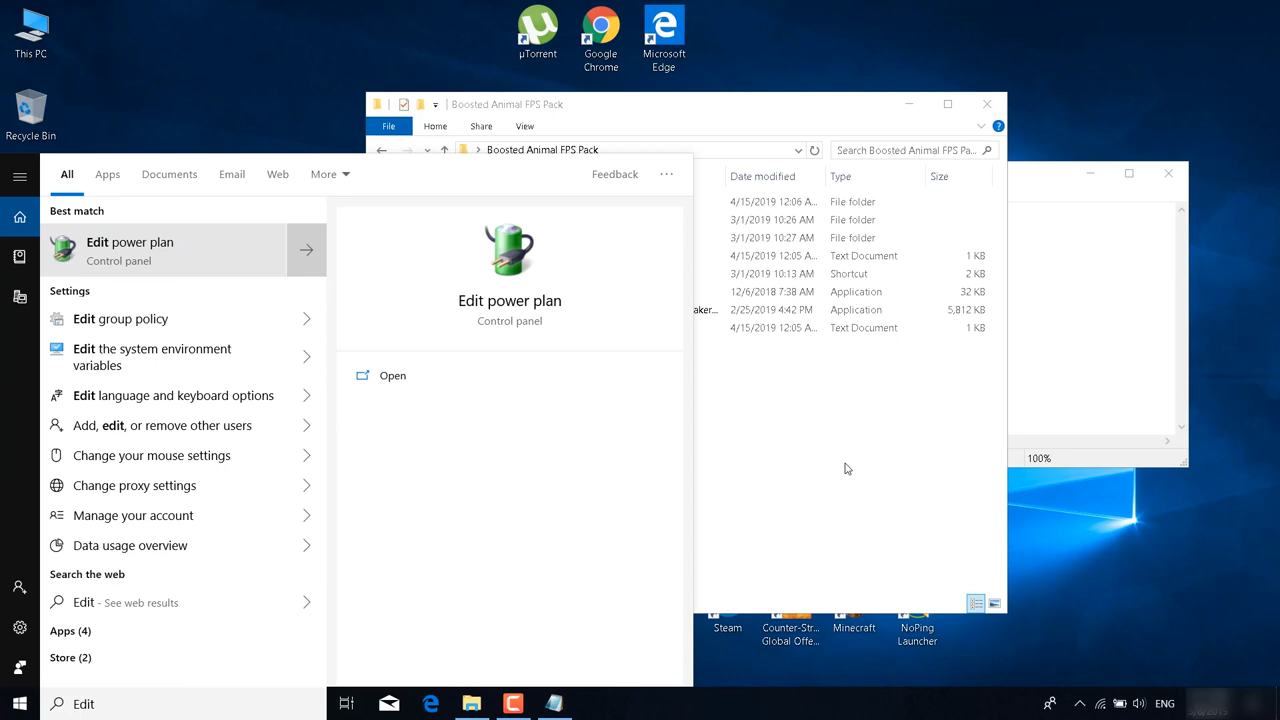 This PC
Recycle Bin
µTorrent
Google
Chrome
Microsoft
Edge
Boosted Animal FPS Pack
File
Home
Share
View
Boosted Animal FPS Pack
Search Boosted Animal FPS Pa...
Date modified
Type
Size
4/15/2019 12:06 A...
File folder
3/1/2019 10:26 AM
File folder
3/1/2019 10:27 AM
File folder
4/15/2019 12:05 A...
Text Document
1 KB
3/1/2019 10:13 AM
Shortcut
2 KB
12/6/2018 7:38 AM
Application
32 KB
aker...
2/25/2019 4:42 PM
Application
5,812 KB
4/15/2019 12:05 A...
Text Document
1 KB
100%
All
Apps
Documents
Email
Web
More
Feedback
Best match
Edit power plan
Control panel
Settings
Edit group policy
Edit the system environment
variables
Edit language and keyboard options
Add, edit, or remove other users
Change your mouse settings
Change proxy settings
Manage your account
Data usage overview
Search the web
Edit - See web results
Apps (4)
Store (2)
Edit power plan
Control panel
Open
Steam
Counter-Str...
Global Offe...
Minecraft
NoPing
Launcher
Edit
ENG